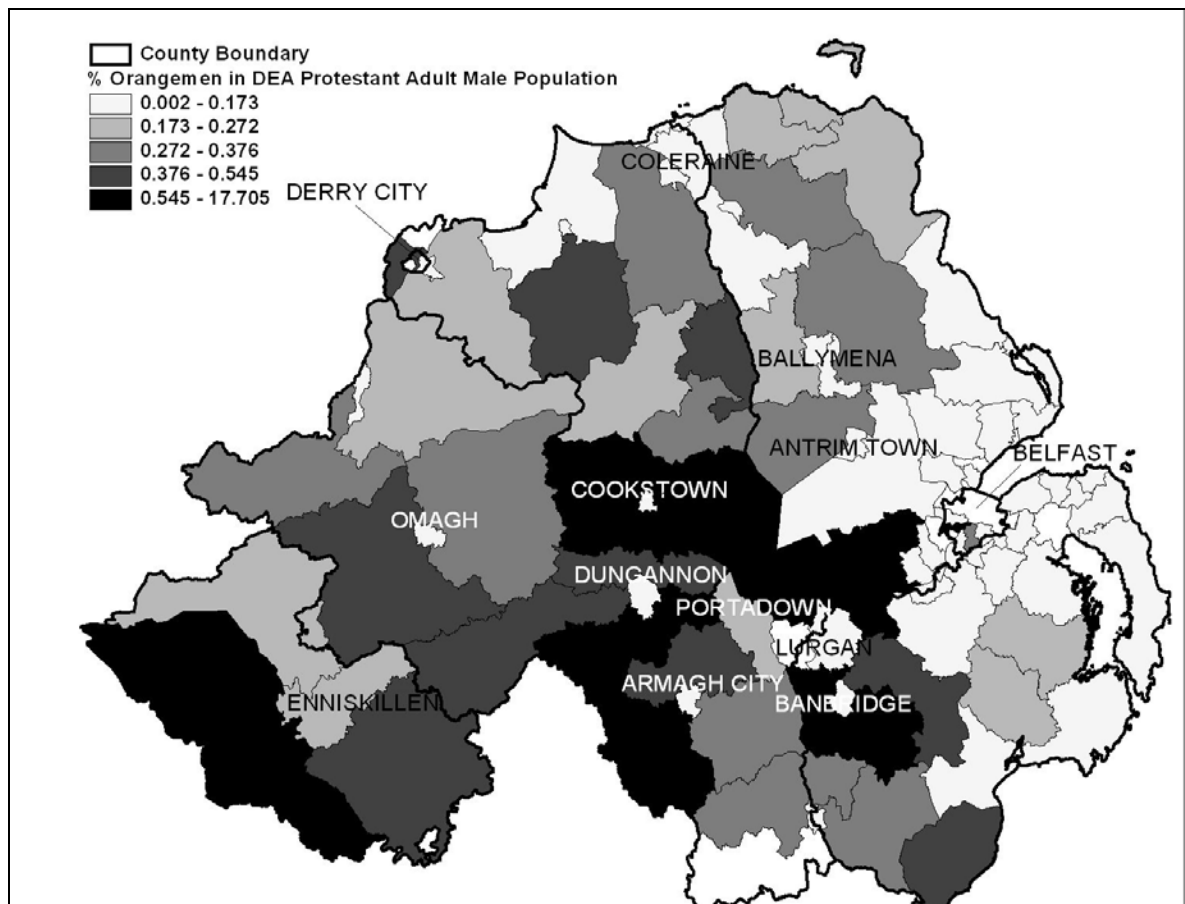 County Boundary
% Orangemen in DEA Protestant Adult Male Population
0.002 - 0.173
0.173 - 0.272
0.272 - 0.376
0.376 - 0.545
0.545 - 17.705
COLERAINE
DERRY CITY
BALLYMENA
ANTRIM TOWN
BELFAST
COOKSTOWN
OMAGH
DUNGANNON
PORTADOWN
LURGAN
ARMAGH CITY
ENNISKILLEN
BANBRIDGE